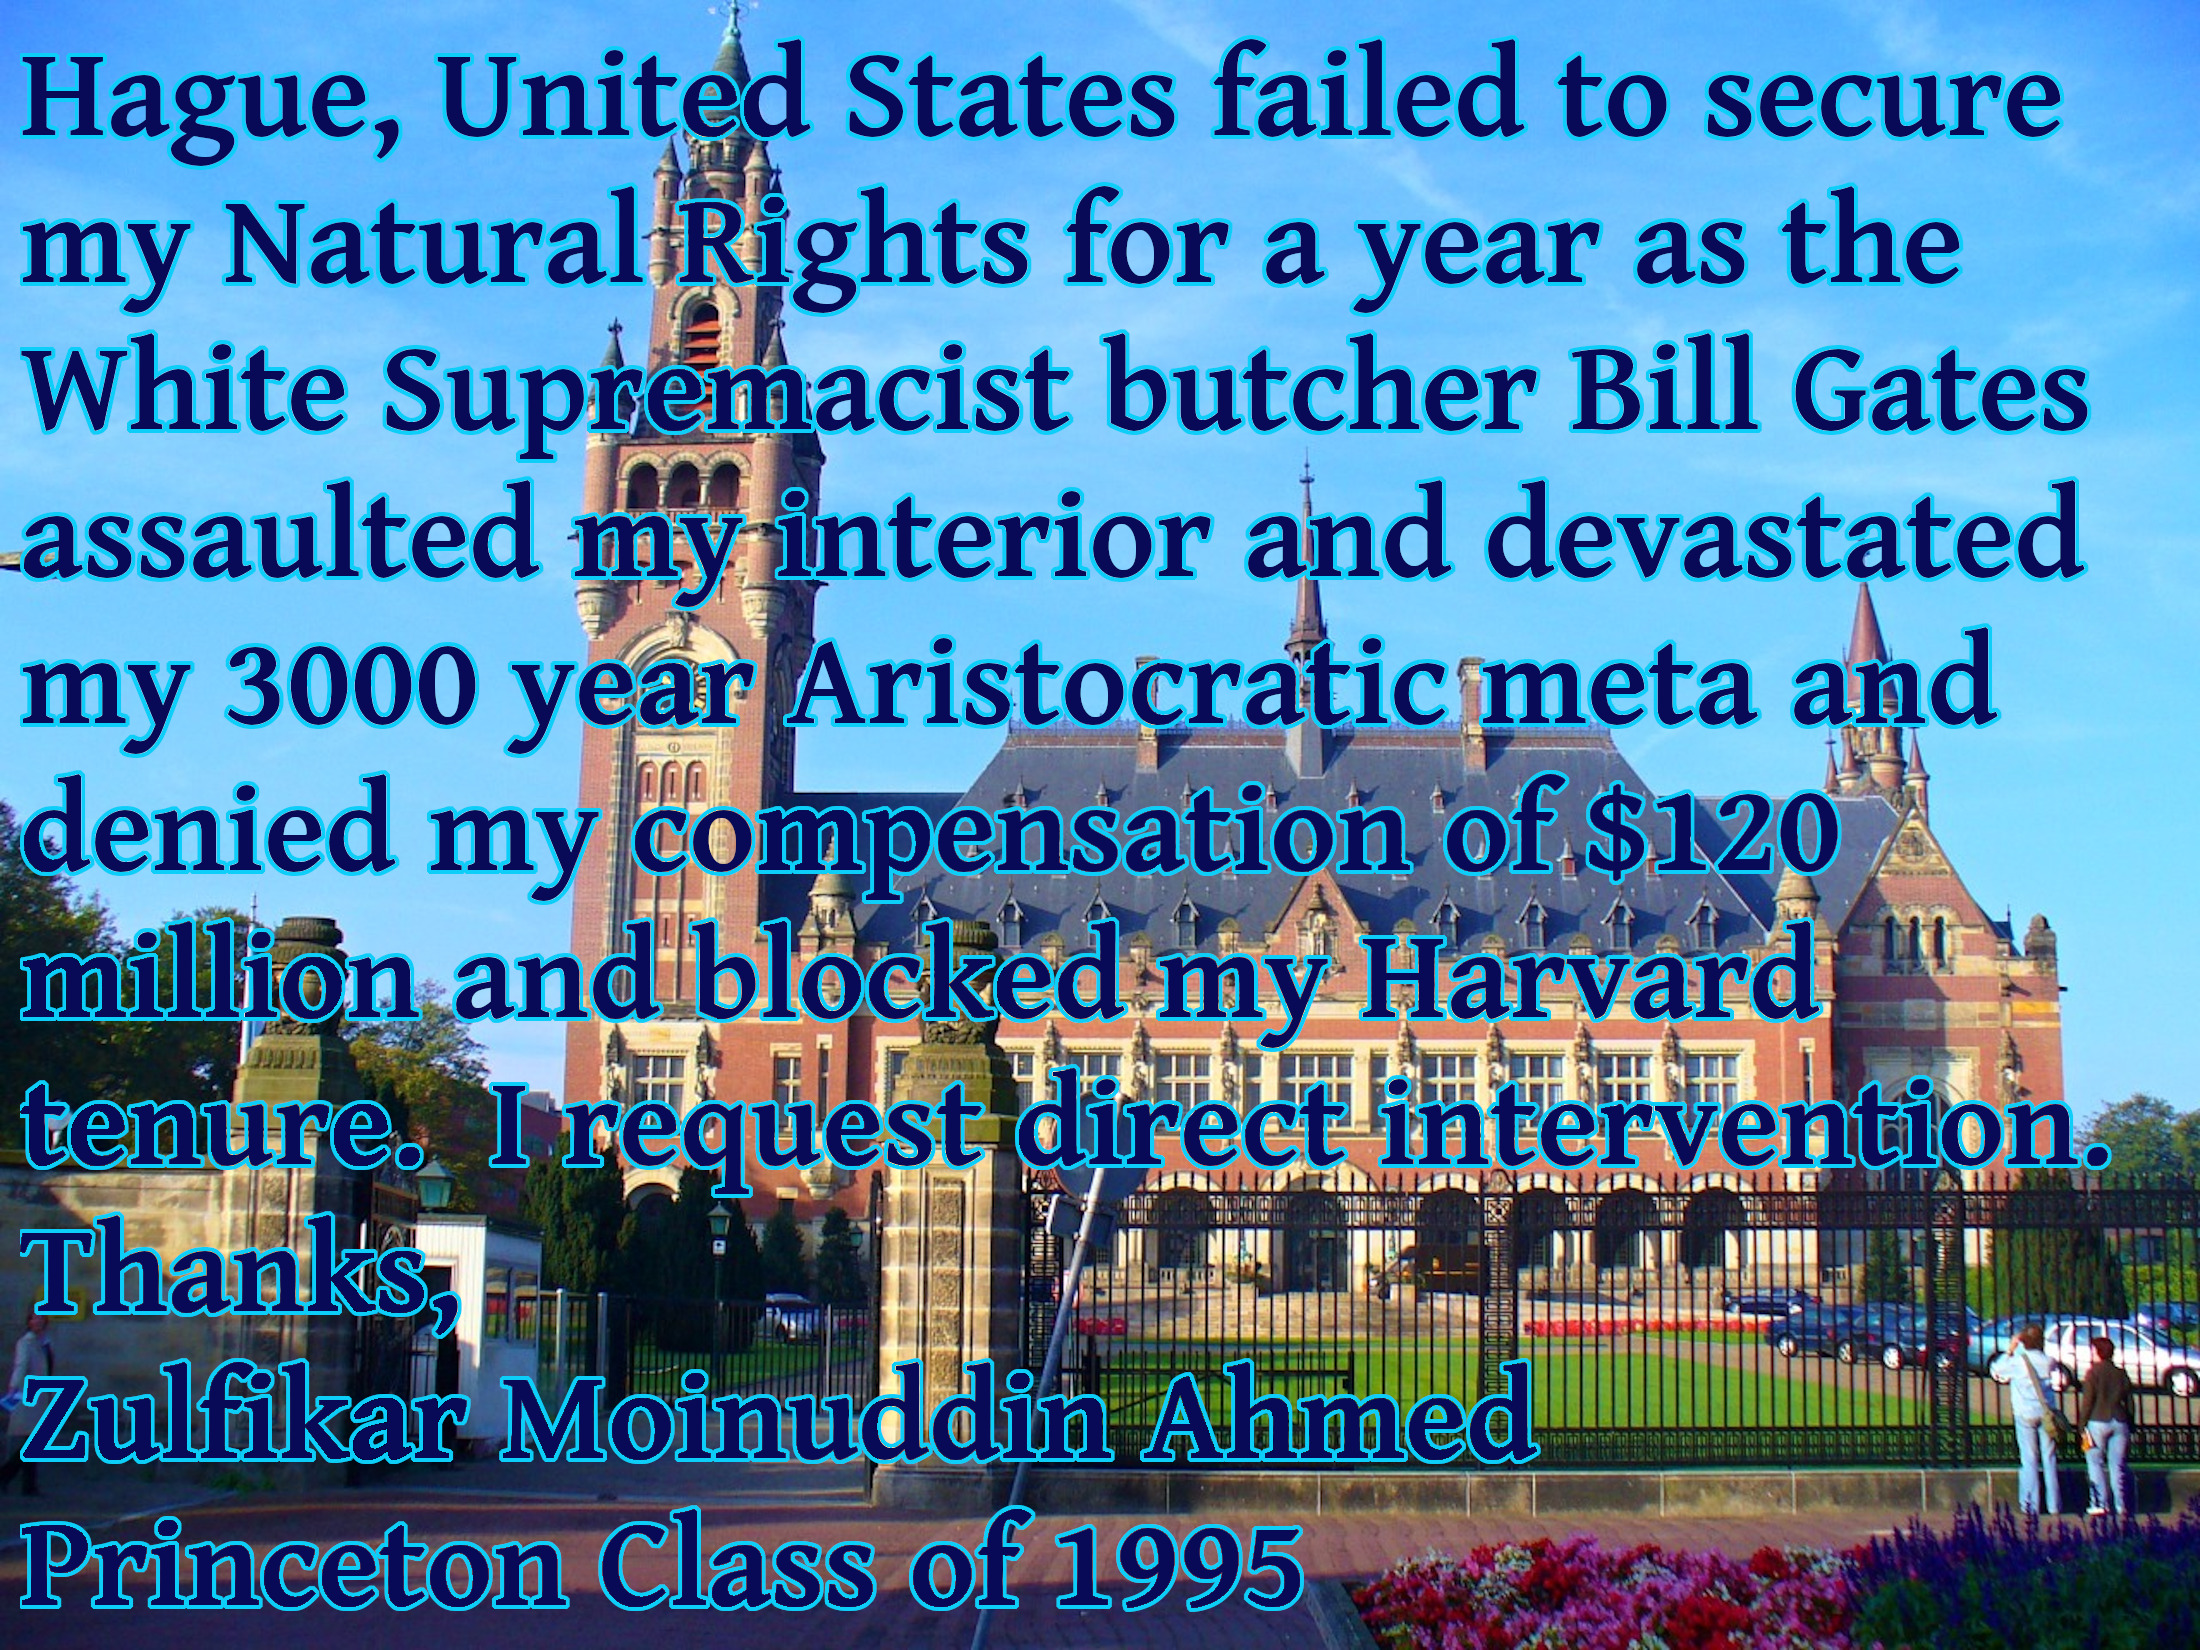 Hague, United States failed to secure
my Natural Rights for a year as the
White Supremacist butcher Bill Gates
assaulted my interior and devastated
my 3000 year Aristocratic meta and
denied my compensation of $120
million and blocked my Harvard
tenure.  I request direct intervention.
Thanks,
Zulfikar Moinuddin Ahmed
Princeton Class of 1995